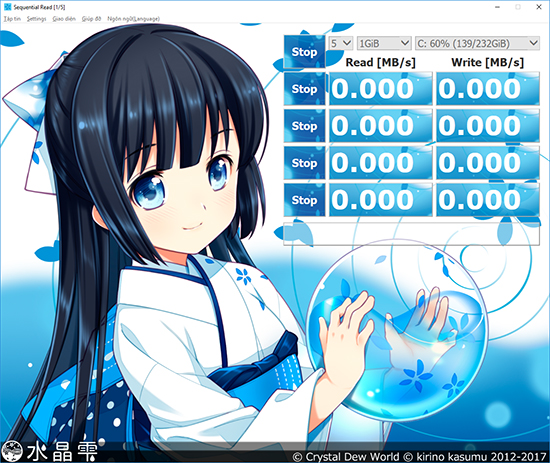 Sequential Read [1/5]
Tập tin Settings Giao diện Giúp đỡ Ngôn ngữ(Language)
Stop 5 1GiB C: 60% (139/232GiB)
Read [MB/s] Write [MB/s]
Stop 0.000 0.000
Stop 0.000 0.000
Stop 0.000 0.000
Stop 0.000 0.000
水晶雫 © Crystal Dew World © kirino kasumu 2012-2017